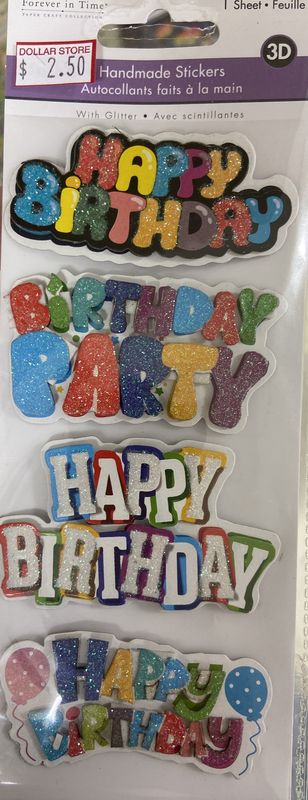 Forever in Time™
PAPER CRAFT COLLECTION
1 Sheet • Feuille
DOLLAR STORE
$ 2.50
3D
Handmade Stickers
Autocollants faits à la main
With Glitter • Avec scintillantes
HAPPY
BiRTHDAY
BiRTHDAY
PARTY
HAPPY
BIRTHDAY
HAPPy
BiRTHDAy